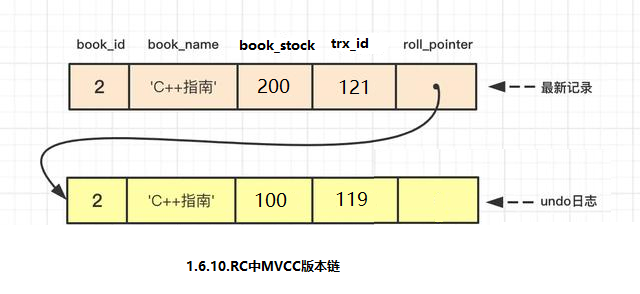 book_id book_name book_stock trx_id roll_pointer
2 'C++指南' 200 121 最新记录
2 'C++指南' 100 119 undo日志
1.6.10.RC中MVCC版本链